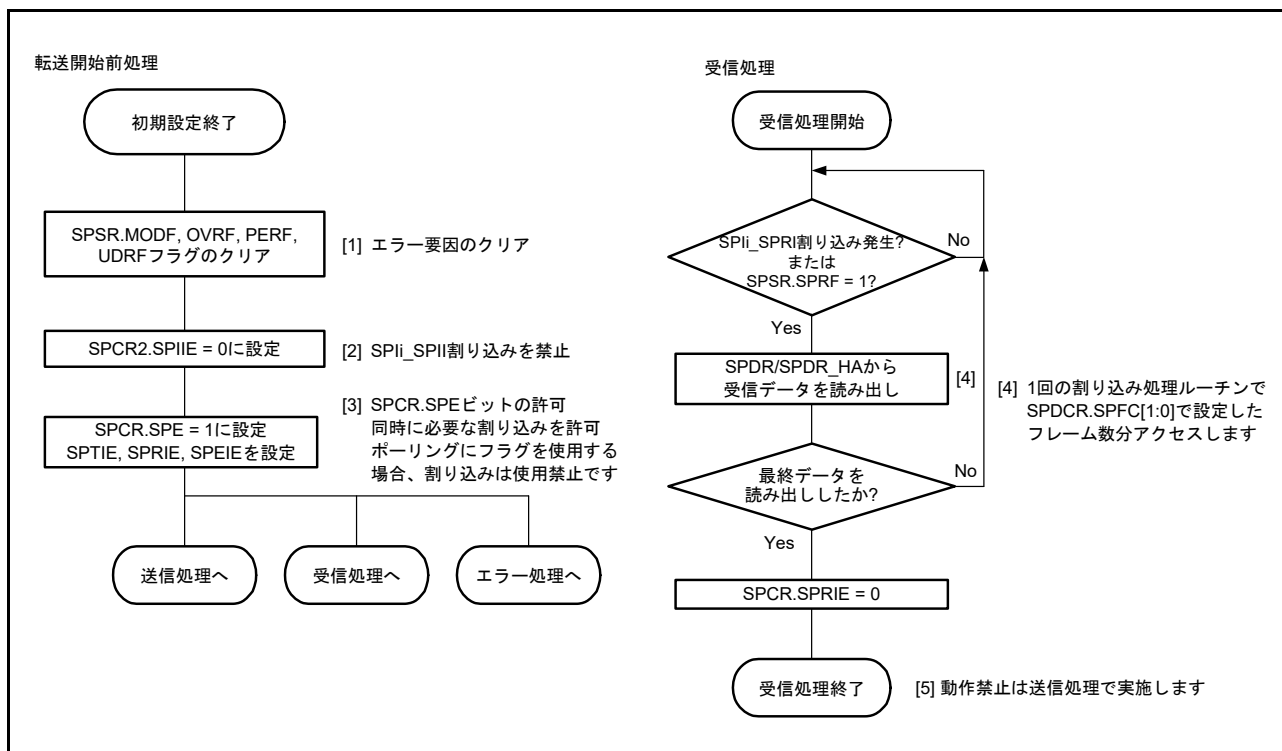 転送開始前処理
初期設定終了
SPSR.MODF, OVRF, PERF,
UDRFフラグのクリア
[1] エラー要因のクリア
SPCR2.SPIIE = 0に設定
[2] SPIi_SPII割り込みを禁止
SPCR.SPE = 1に設定
SPTIE, SPRIE, SPEIEを設定
[3] SPCR.SPEビットの許可
同時に必要な割り込みを許可
ポーリングにフラグを使用する
場合、割り込みは使用禁止です
送信処理へ
受信処理へ
エラー処理へ
受信処理
受信処理開始
SPIi_SPRI割り込み発生?
または
SPSR.SPRF = 1?
No
Yes
SPDR/SPDR_HAから
受信データを読み出し
[4]
[4] 1回の割り込み処理ルーチンで
SPDCR.SPFC[1:0]で設定した
フレーム数分アクセスします
最終データを
読み出ししたか?
No
Yes
SPCR.SPRIE = 0
受信処理終了
[5] 動作禁止は送信処理で実施します